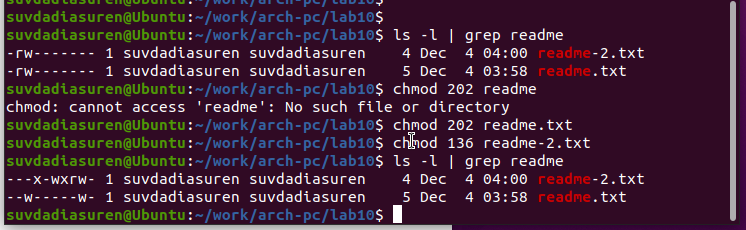 suvdadiasuren@Ubuntu:~/work/arch-pc/lab10$
suvdadiasuren@Ubuntu:~/work/arch-pc/lab10$
suvdadiasuren@Ubuntu:~/work/arch-pc/lab10$ ls -l | grep readme
-rw------- 1 suvdadiasuren suvdadiasuren    4 Dec  4 04:00 readme-2.txt
-rw------- 1 suvdadiasuren suvdadiasuren    5 Dec  4 03:58 readme.txt
suvdadiasuren@Ubuntu:~/work/arch-pc/lab10$ chmod 202 readme
chmod: cannot access 'readme': No such file or directory
suvdadiasuren@Ubuntu:~/work/arch-pc/lab10$ chmod 202 readme.txt
suvdadiasuren@Ubuntu:~/work/arch-pc/lab10$ chmod 136 readme-2.txt
suvdadiasuren@Ubuntu:~/work/arch-pc/lab10$ ls -l | grep readme
---x-wxrw- 1 suvdadiasuren suvdadiasuren    4 Dec  4 04:00 readme-2.txt
--w-----w- 1 suvdadiasuren suvdadiasuren    5 Dec  4 03:58 readme.txt
suvdadiasuren@Ubuntu:~/work/arch-pc/lab10$